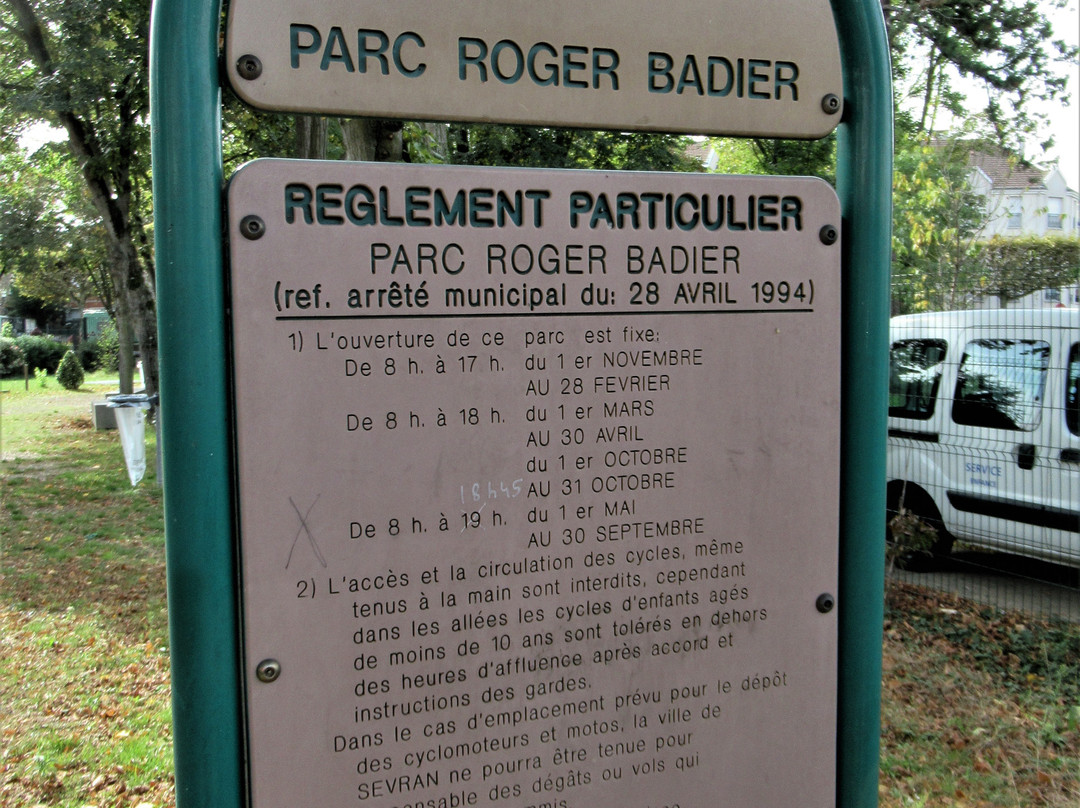 PARC ROGER BADIER
REGLEMENT PARTICULIER
PARC ROGER BADIER
(ref. arrêté municipal du: 28 AVRIL 1994)
1) L'ouverture de ce parc est fixe:
De 8 h. à 17 h. du 1 er NOVEMBRE
AU 28 FEVRIER
De 8 h. à 18 h. du 1 er MARS
AU 30 AVRIL
du 1 er OCTOBRE
18h45 AU 31 OCTOBRE
X De 8 h. à 19 h. du 1 er MAI
AU 30 SEPTEMBRE
2) L'accès et la circulation des cycles, même
tenus à la main sont interdits, cependant
dans les allées les cycles d'enfants agés
de moins de 10 ans sont tolérés en dehors
des heures d'affluence après accord et
instructions des gardes.
Dans le cas d'emplacement prévu pour le dépôt
des cyclomoteurs et motos, la ville de
SEVRAN ne pourra être tenue pour
responsable des dégâts ou vols qui
SERVICE
ENFANCE